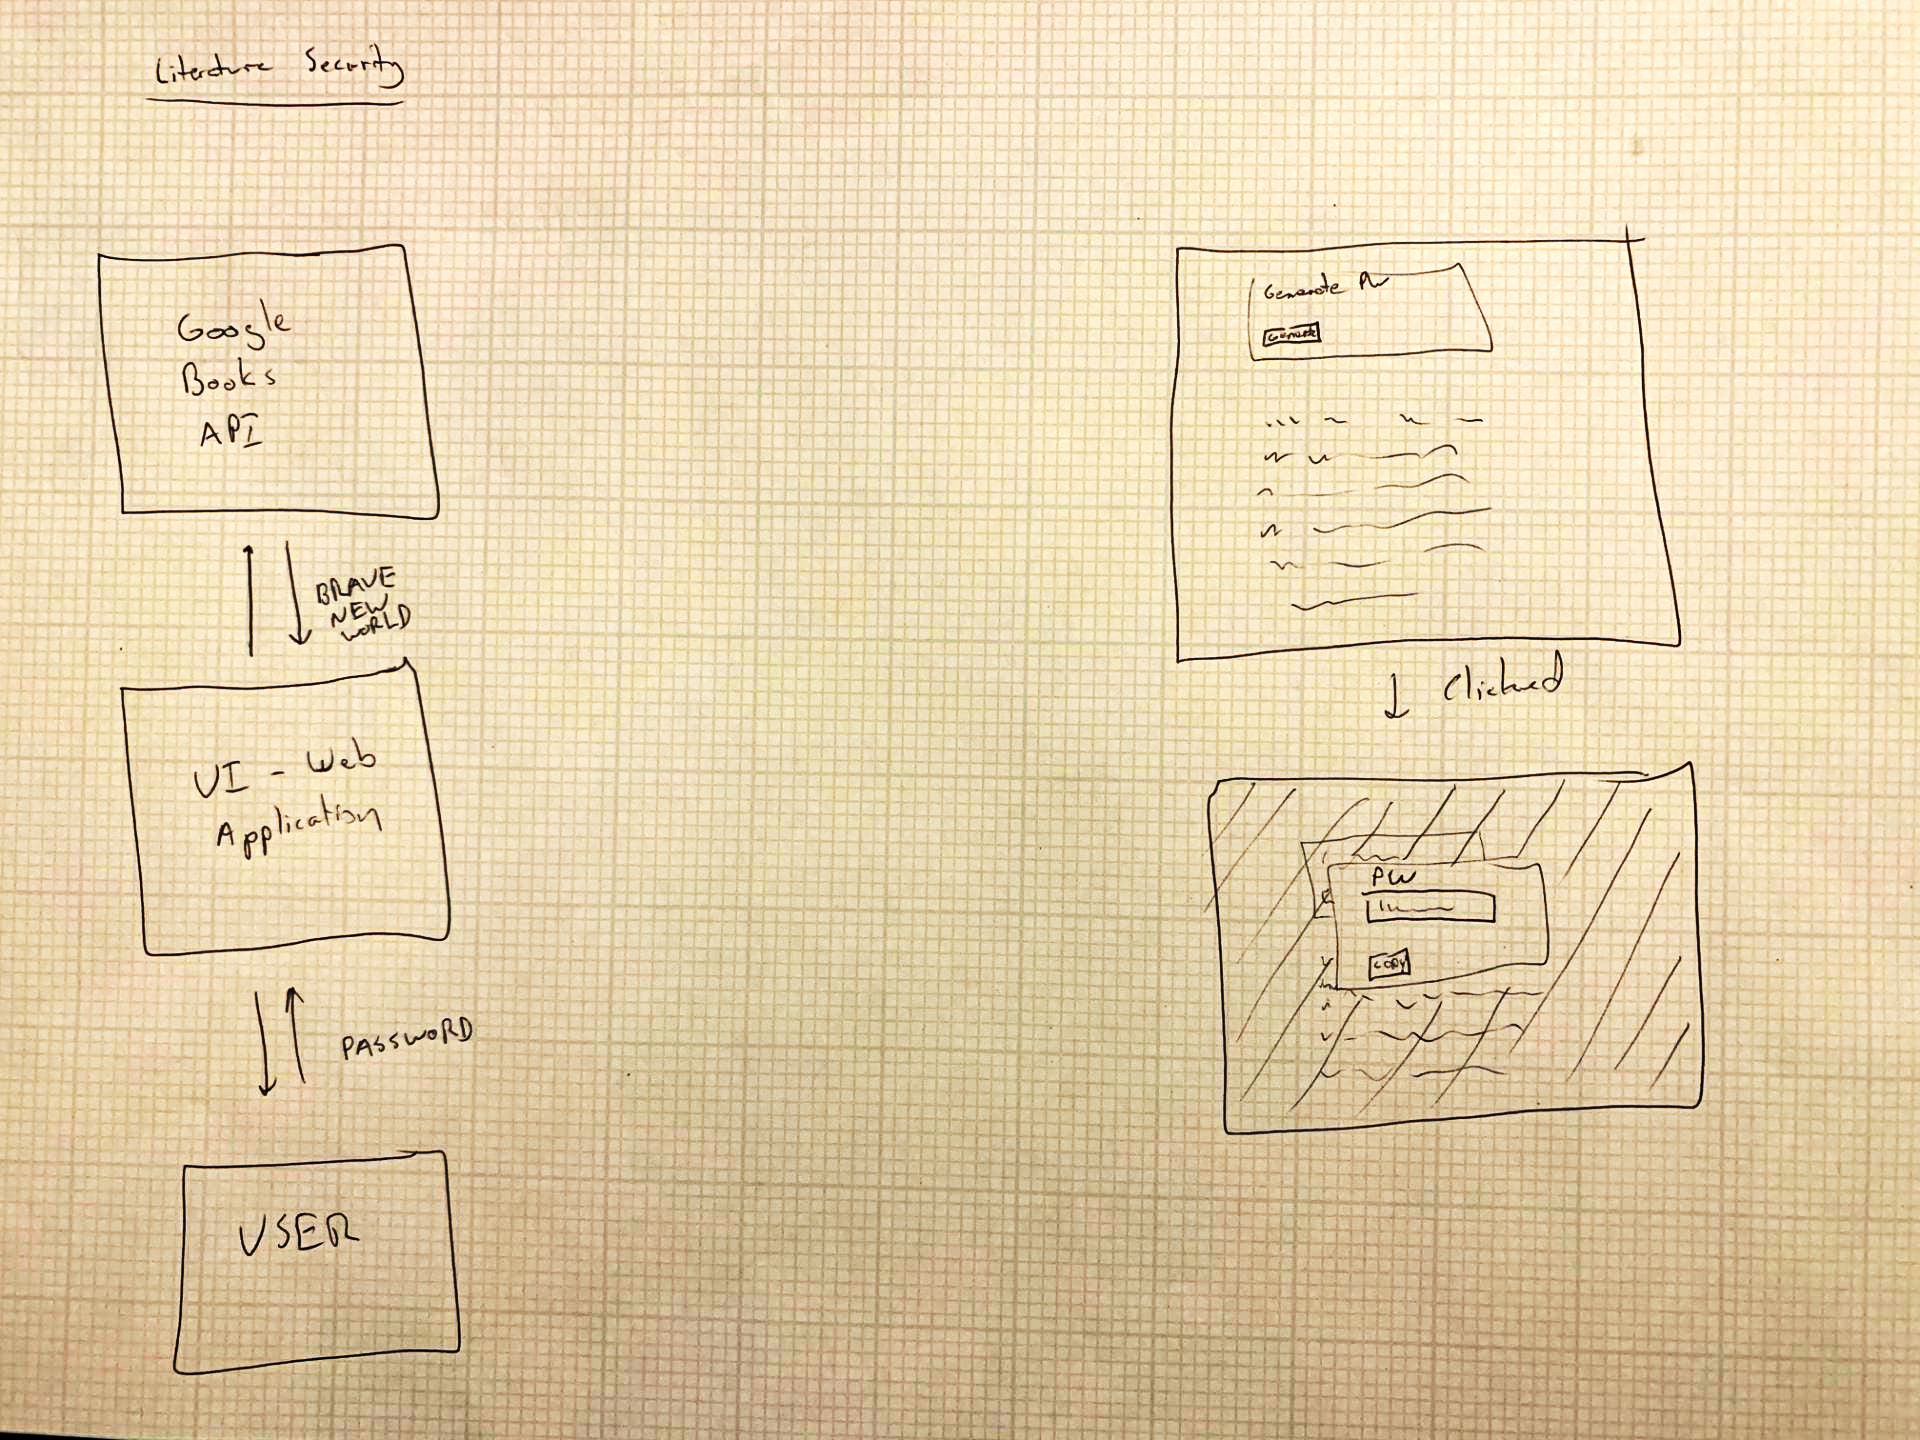 Literature Security
Google
Books
API
BRAVE
NEW
WORLD
UI - Web
Application
PASSWORD
USER
Generate PW
Generate
Clicked
PW
COPY